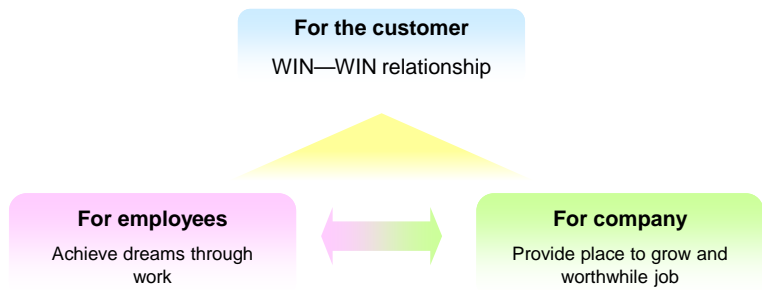 For the customer
WIN—WIN relationship
For employees
Achieve dreams through
work
For company
Provide place to grow and
worthwhile job